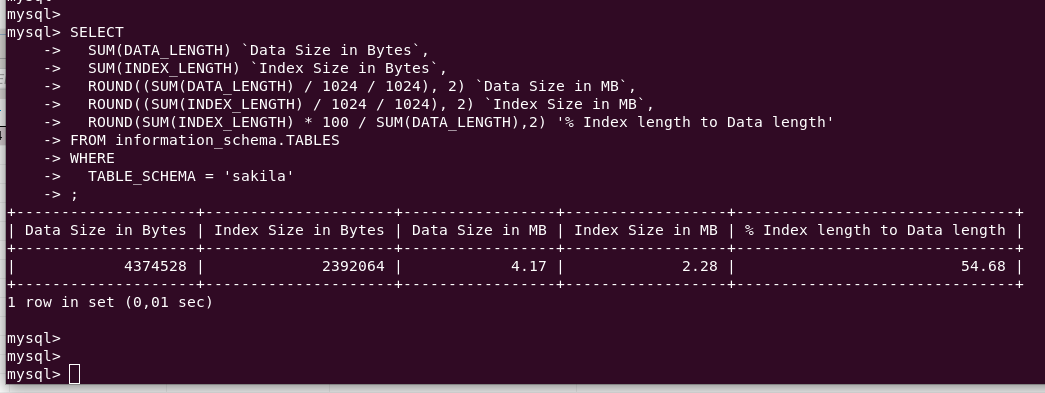 mysql>
mysql> SELECT
    ->   SUM(DATA_LENGTH) `Data Size in Bytes`,
    ->   SUM(INDEX_LENGTH) `Index Size in Bytes`,
    ->   ROUND((SUM(DATA_LENGTH) / 1024 / 1024), 2) `Data Size in MB`,
    ->   ROUND((SUM(INDEX_LENGTH) / 1024 / 1024), 2) `Index Size in MB`,
    ->   ROUND(SUM(INDEX_LENGTH) * 100 / SUM(DATA_LENGTH),2) '% Index length to Data length'
    -> FROM information_schema.TABLES
    -> WHERE
    ->   TABLE_SCHEMA = 'sakila'
    -> ;
+--------------------+---------------------+-----------------+------------------+-------------------------------+
| Data Size in Bytes | Index Size in Bytes | Data Size in MB | Index Size in MB | % Index length to Data length |
+--------------------+---------------------+-----------------+------------------+-------------------------------+
|            4374528 |             2392064 |            4.17 |             2.28 |                         54.68 |
+--------------------+---------------------+-----------------+------------------+-------------------------------+
1 row in set (0,01 sec)
mysql>
mysql>
mysql>